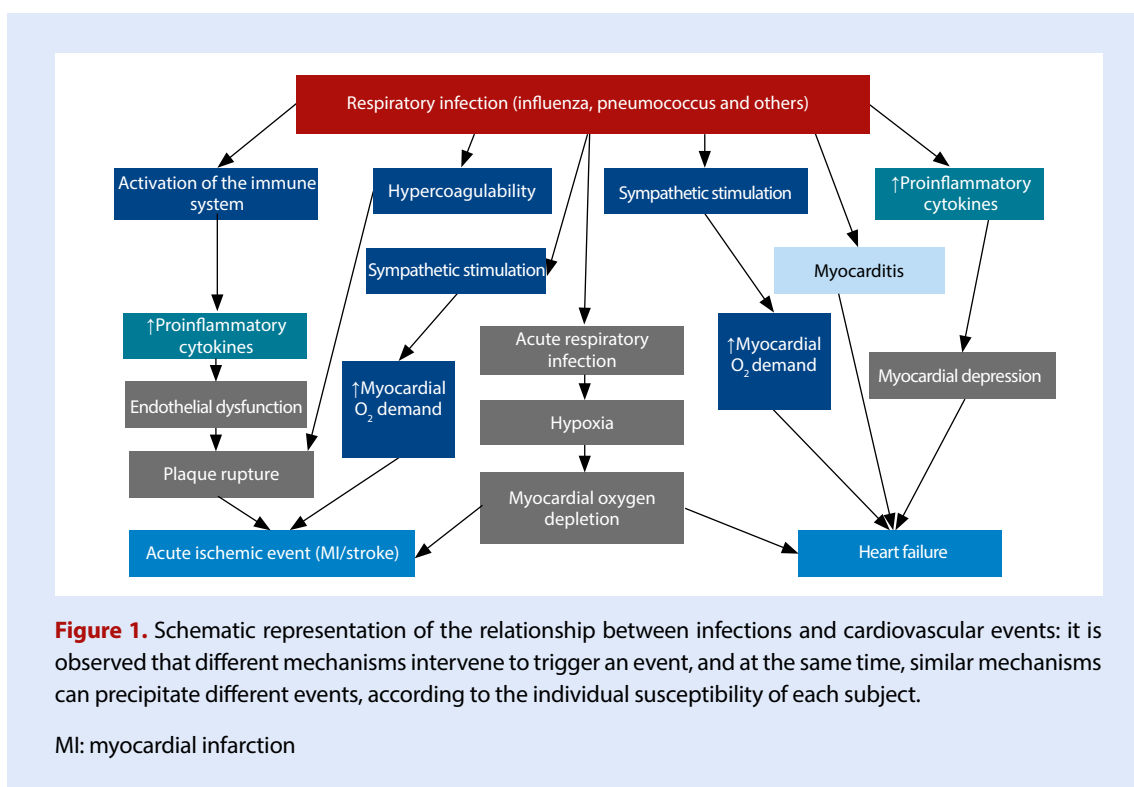 Respiratory infection (influenza, pneumococcus and others)
Activation of the immune
system
Hypercoagulability
Sympathetic stimulation
↑Proinflammatory
cytokines
Sympathetic stimulation
Myocarditis
↑Proinflammatory
cytokines
↑Myocardial
O₂ demand
Acute respiratory
infection
↑Myocardial
O₂ demand
Myocardial depression
Endothelial dysfunction
Hypoxia
Plaque rupture
Myocardial oxygen
depletion
Acute ischemic event (MI/stroke)
Heart failure
Figure 1. Schematic representation of the relationship between infections and cardiovascular events: it is
observed that different mechanisms intervene to trigger an event, and at the same time, similar mechanisms
can precipitate different events, according to the individual susceptibility of each subject.
MI: myocardial infarction